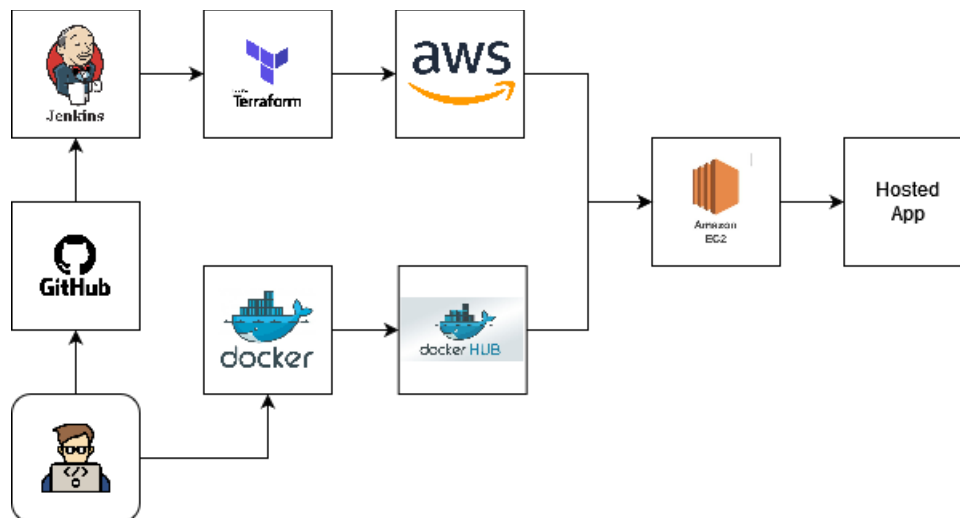 Jenkins
Terraform
aws
Amazon
EC2
Hosted
App
GitHub
docker
docker HUB
</>